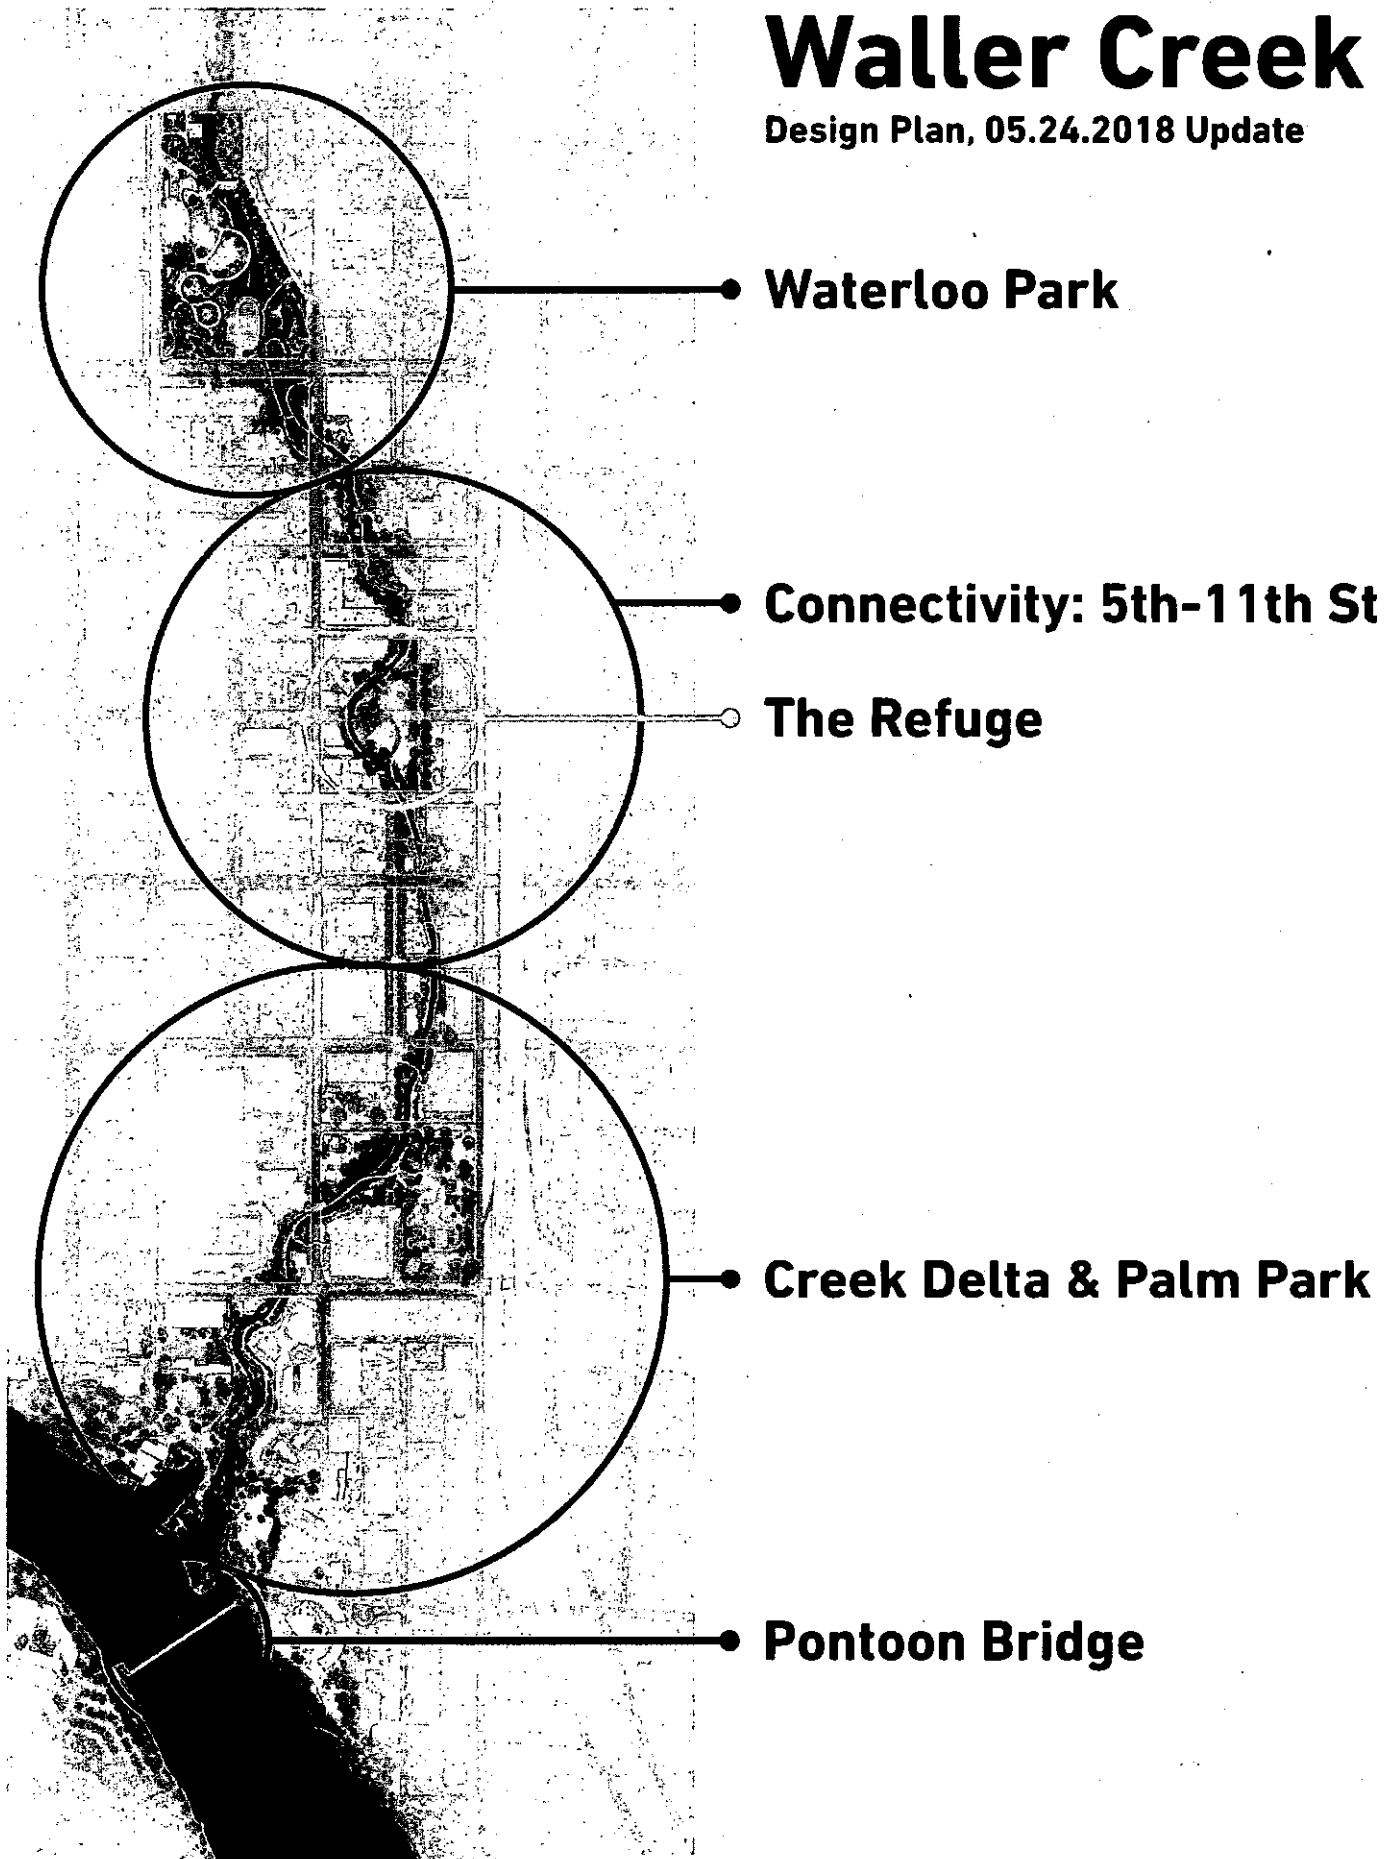 Waller Creek
Design Plan, 05.24.2018 Update
Waterloo Park
Connectivity: 5th-11th St
The Refuge
Creek Delta & Palm Park
Pontoon Bridge